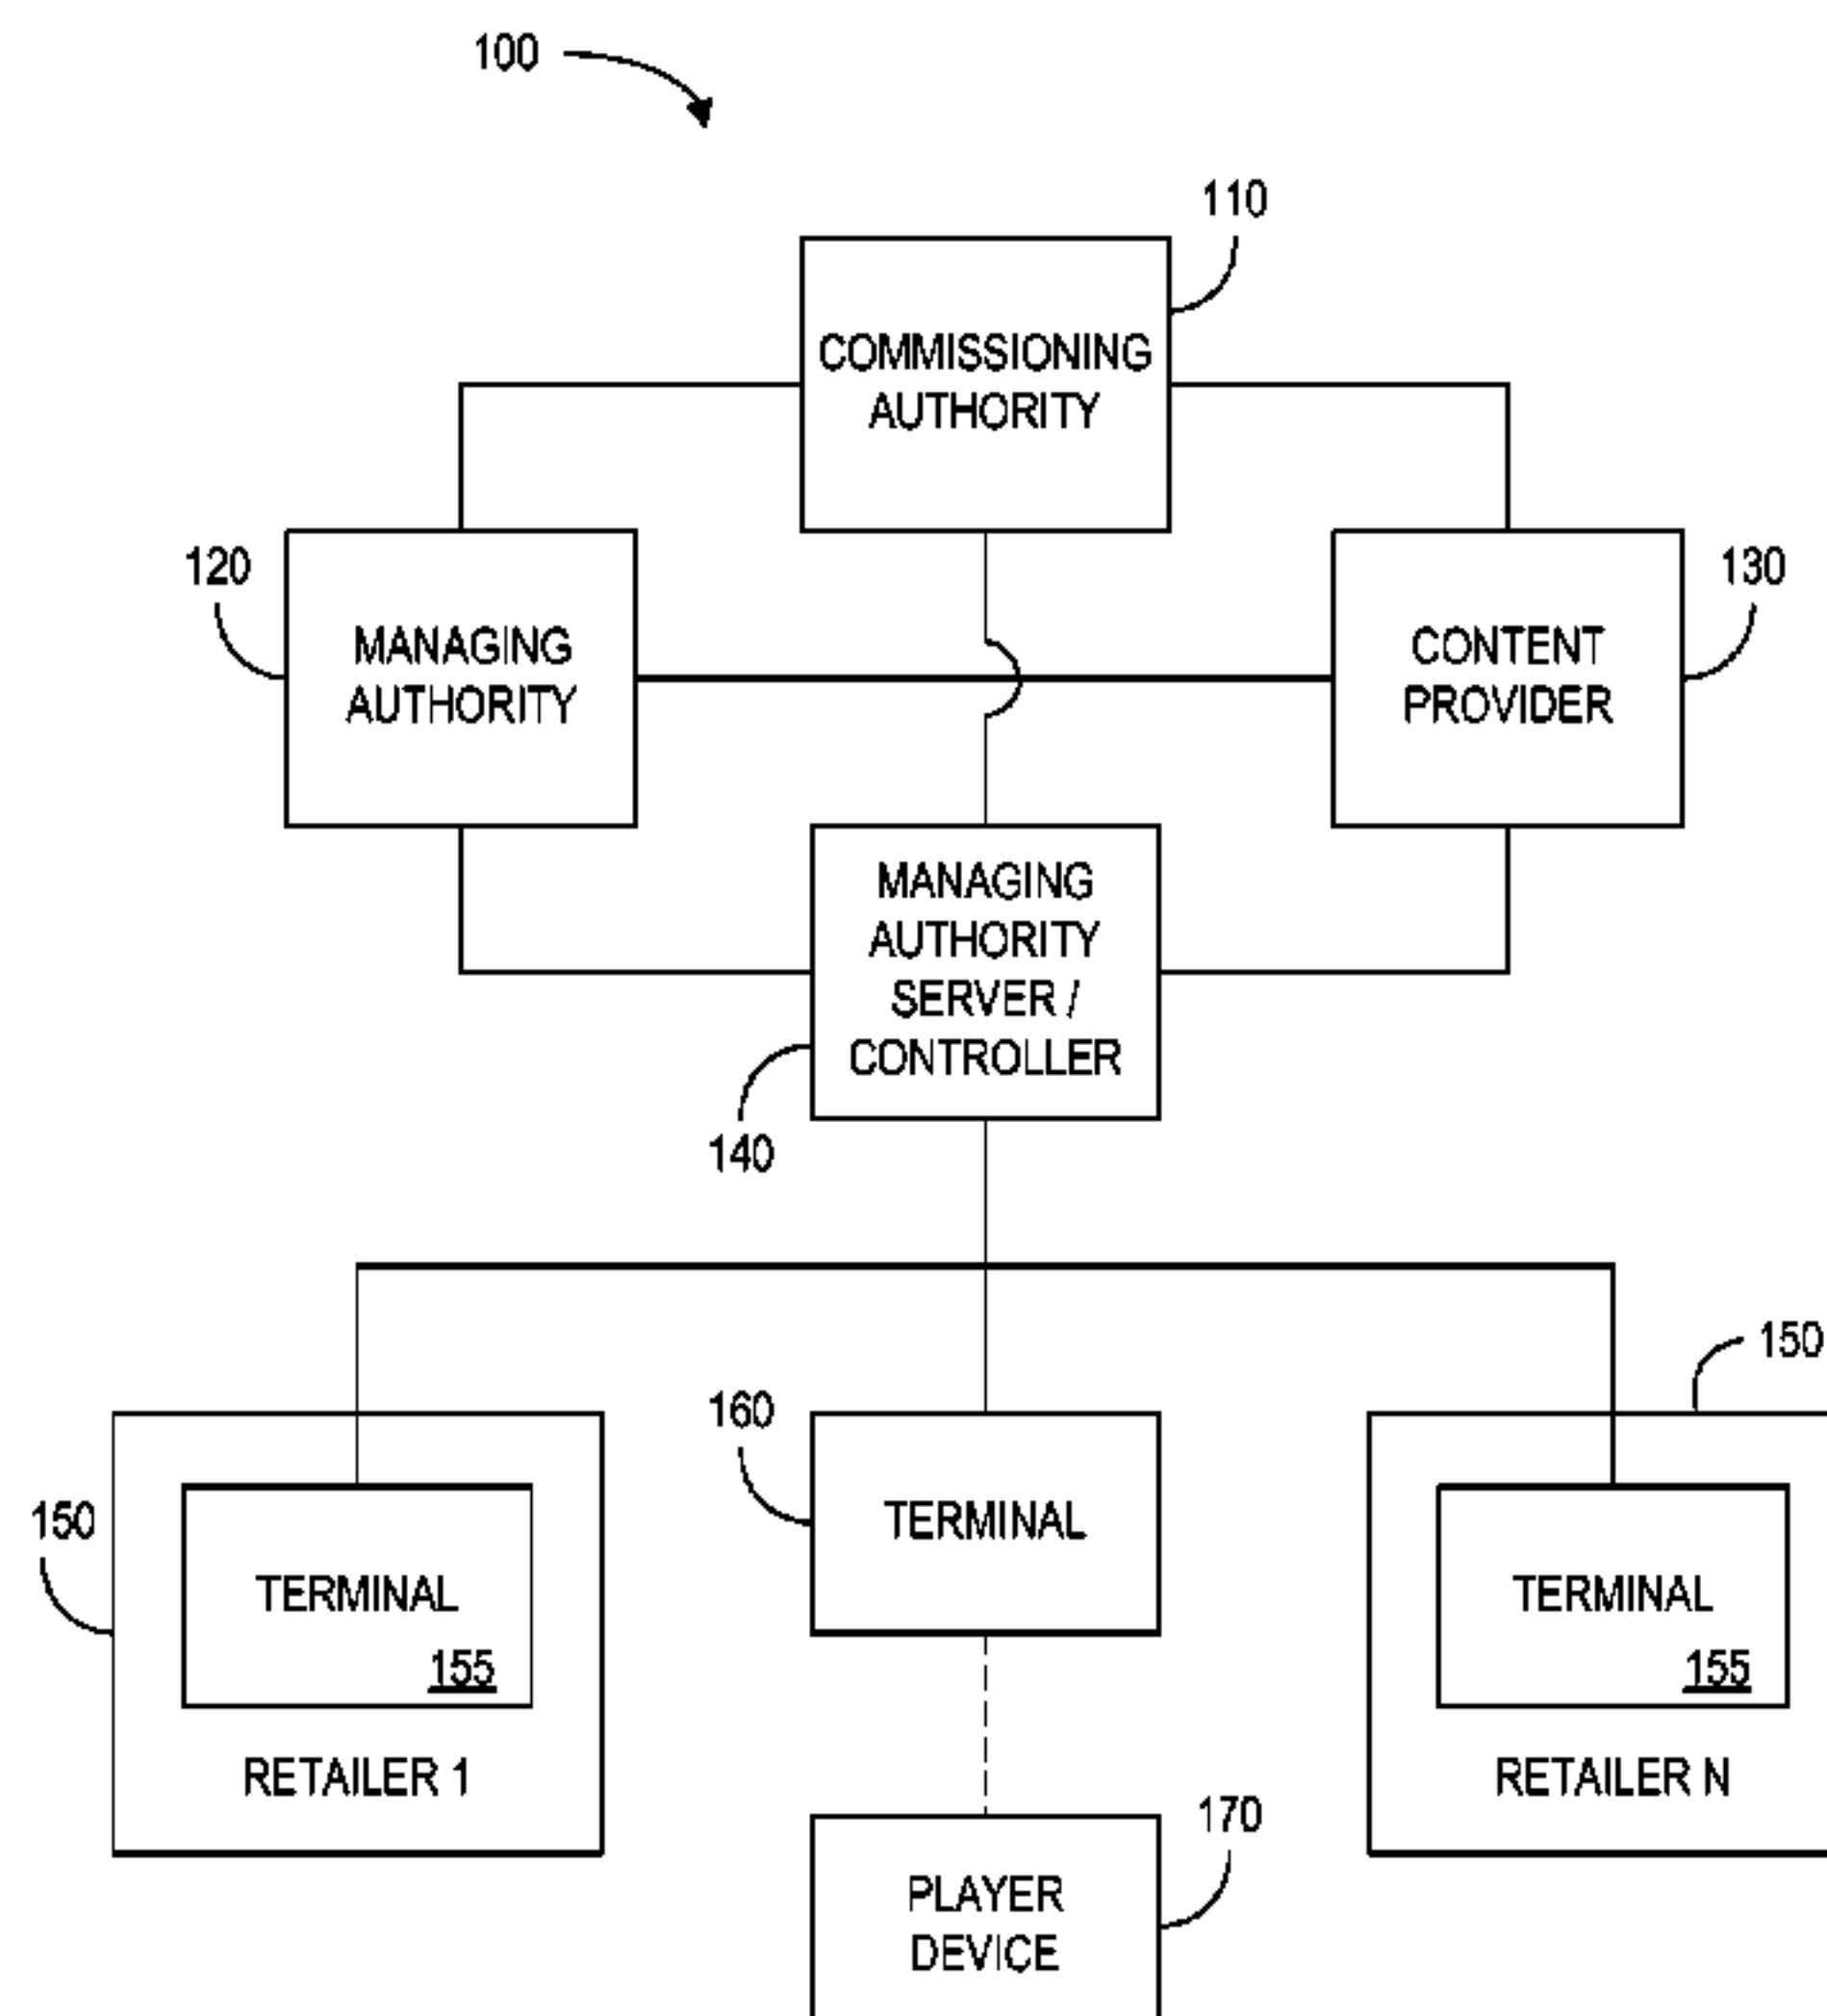 100
110
COMMISSIONING
AUTHORITY
120
MANAGING
AUTHORITY
130
CONTENT
PROVIDER
MANAGING
AUTHORITY
SERVER /
CONTROLLER
140
150
160
TERMINAL
150
TERMINAL
155
RETAILER 1
TERMINAL
155
RETAILER N
170
PLAYER
DEVICE